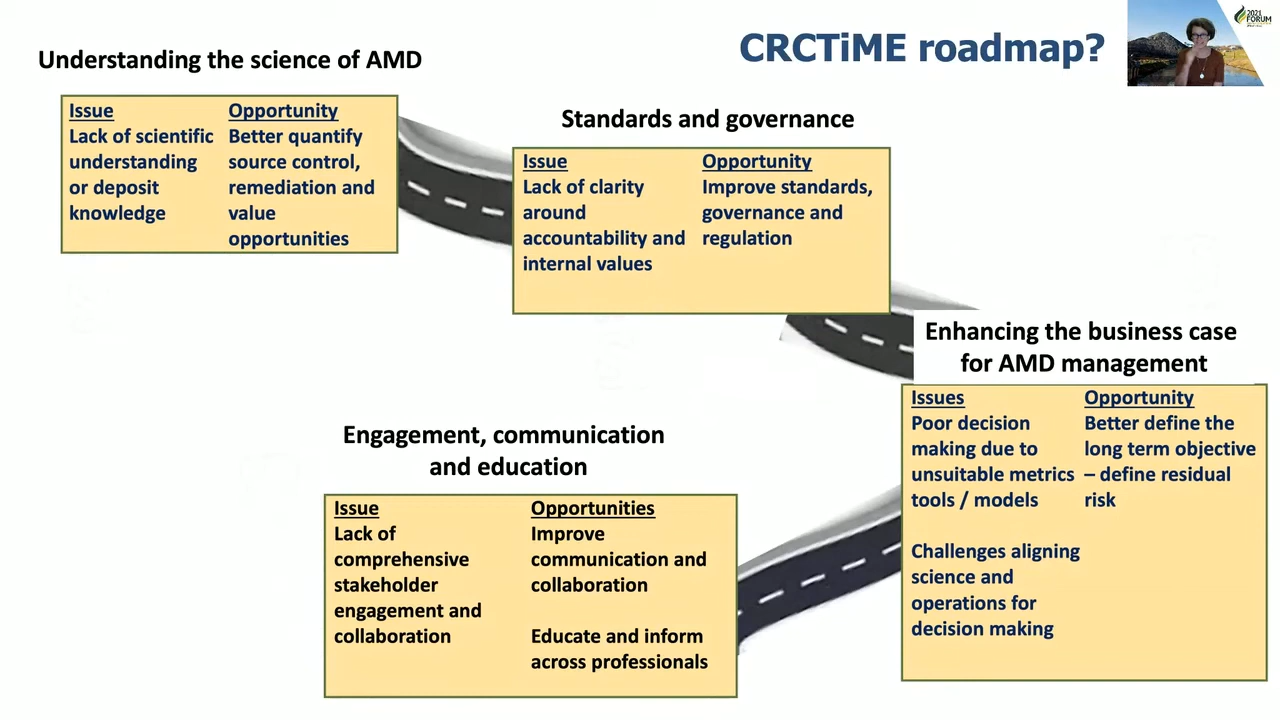 CRCTiME roadmap?
2021
FORUM
Understanding the science of AMD
Issue
Lack of scientific
understanding
or deposit
knowledge
Opportunity
Better quantify
source control,
remediation and
value
opportunities
Standards and governance
Issue
Lack of clarity
around
accountability and
internal values
Opportunity
Improve standards,
governance and
regulation
Enhancing the business case
for AMD management
Issues
Poor decision
making due to
unsuitable metrics
tools / models
Challenges aligning
science and
operations for
decision making
Opportunity
Better define the
long term objective
– define residual
risk
Engagement, communication
and education
Issue
Lack of
comprehensive
stakeholder
engagement and
collaboration
Opportunities
Improve
communication and
collaboration
Educate and inform
across professionals